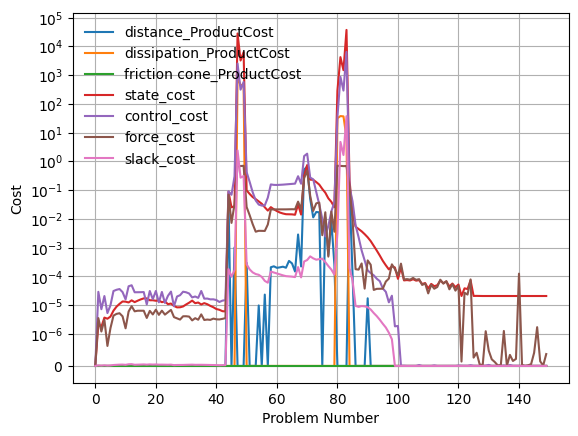 distance_ProductCost
dissipation_ProductCost
friction cone_ProductCost
state_cost
control_cost
force_cost
slack_cost
10^5
10^4
10^3
10^2
10^1
10^0
10^-1
10^-2
10^-3
10^-4
10^-5
10^-6
0
Cost
0 20 40 60 80 100 120 140
Problem Number